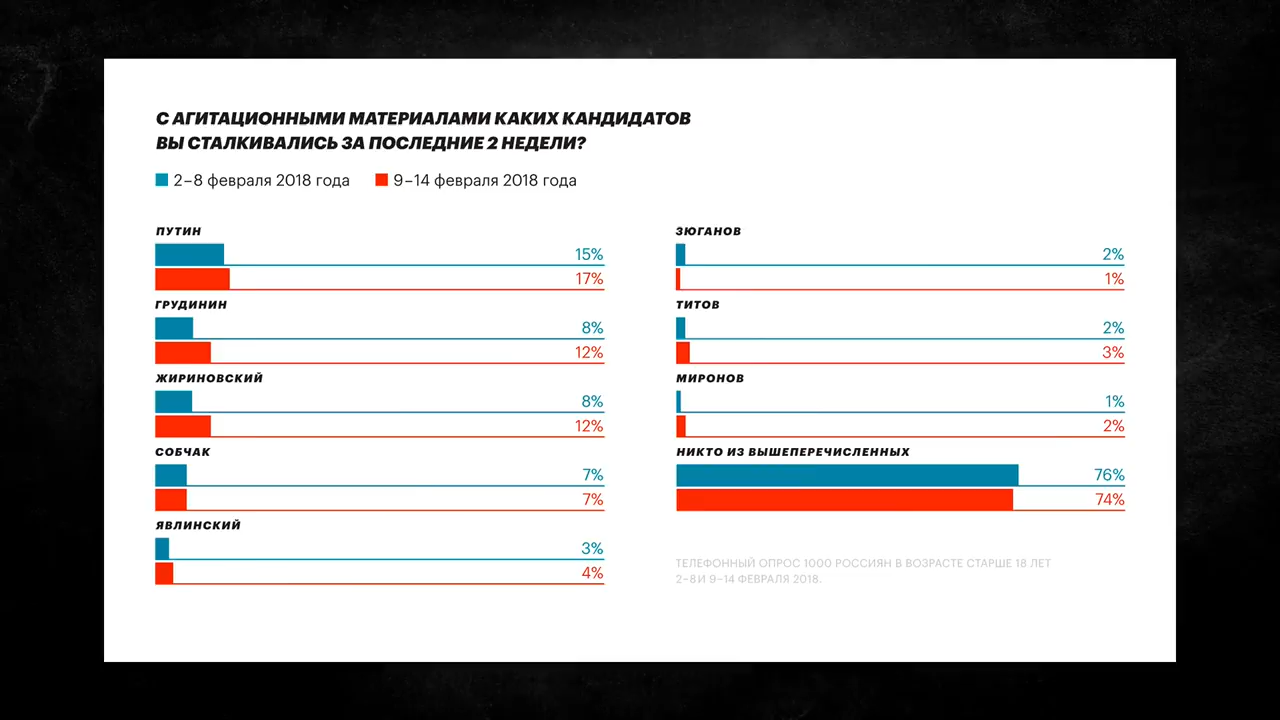 С АГИТАЦИОННЫМИ МАТЕРИАЛАМИ КАКИХ КАНДИДАТОВ
ВЫ СТАЛКИВАЛИСЬ ЗА ПОСЛЕДНИЕ 2 НЕДЕЛИ?
2–8 февраля 2018 года
9–14 февраля 2018 года
ПУТИН
15%
17%
ГРУДИНИН
8%
12%
ЖИРИНОВСКИЙ
8%
12%
СОБЧАК
7%
7%
ЯВЛИНСКИЙ
3%
4%
ЗЮГАНОВ
2%
1%
ТИТОВ
2%
3%
МИРОНОВ
1%
2%
НИКТО ИЗ ВЫШЕПЕРЕЧИСЛЕННЫХ
76%
74%
ТЕЛЕФОННЫЙ ОПРОС 1000 РОССИЯН В ВОЗРАСТЕ СТАРШЕ 18 ЛЕТ
2–8 И 9–14 ФЕВРАЛЯ 2018.